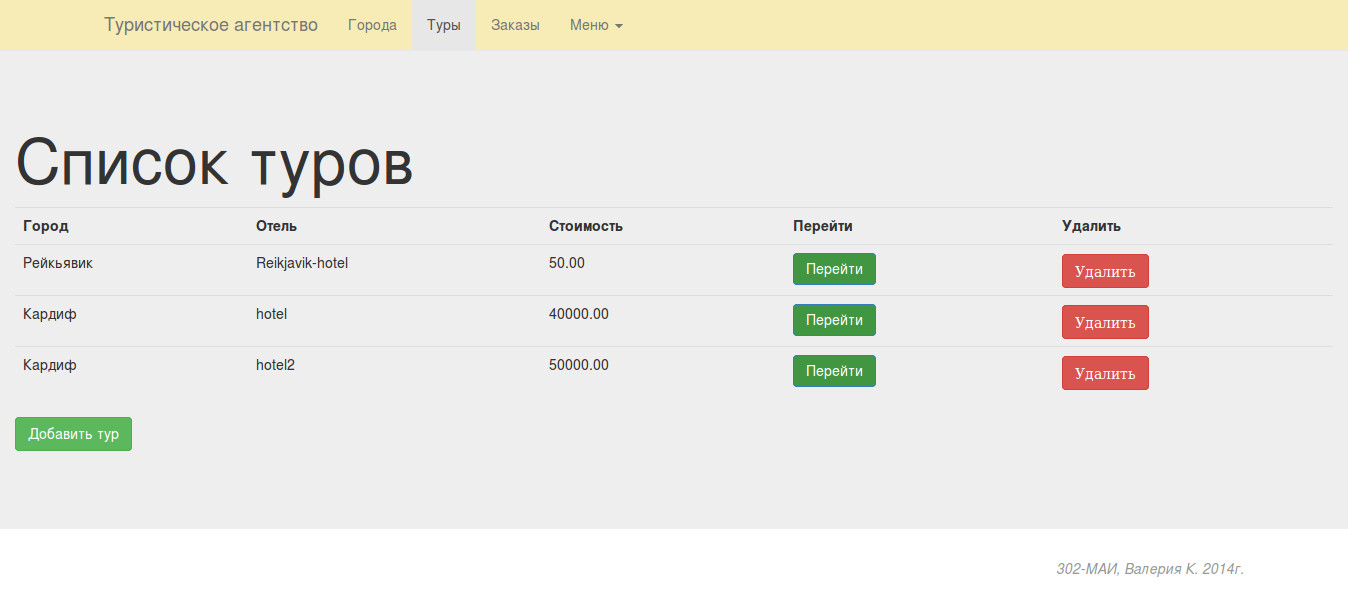 Туристическое агентство Города Туры Заказы Меню
Список туров
Город Отель Стоимость Перейти Удалить
Рейкьявик Reikjavik-hotel 50.00 Перейти Удалить
Кардиф hotel 40000.00 Перейти Удалить
Кардиф hotel2 50000.00 Перейти Удалить
Добавить тур
302-МАИ, Валерия К. 2014г.